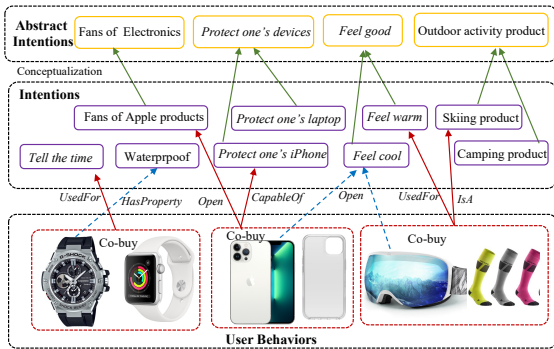 Abstract
Intentions
Fans of Electronics
Protect one's devices
Feel good
Outdoor activity product
Conceptualization
Intentions
Fans of Apple products
Protect one's laptop
Feel warm
Skiing product
Tell the time
Waterprpoof
Protect one's iPhone
Feel cool
Camping product
UsedFor
HasProperty
Open
CapableOf
Open
UsedFor
IsA
Co-buy
Co-buy
Co-buy
G-SHOCK
User Behaviors